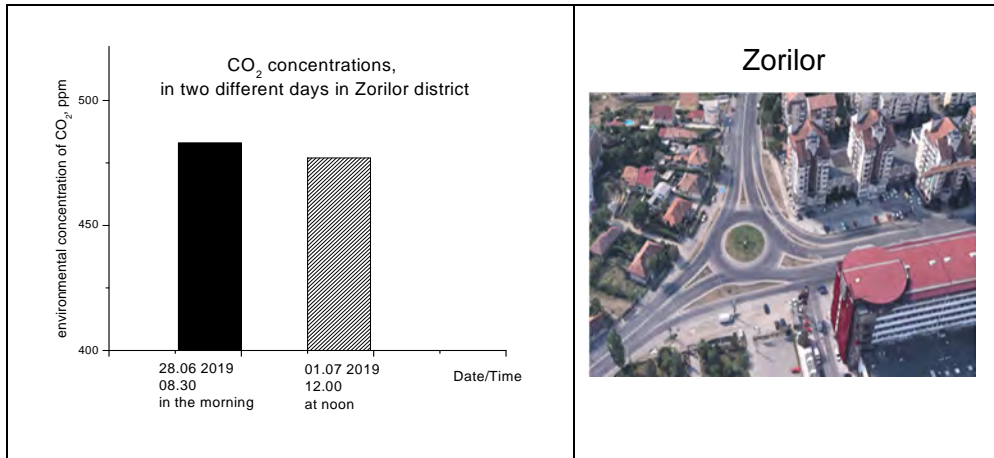 CO2 concentrations,
in two different days in Zorilor district
environmental concentration of CO2, ppm
500
450
400
28.06 2019
08.30
in the morning
01.07 2019
12.00
at noon
Date/Time
Zorilor